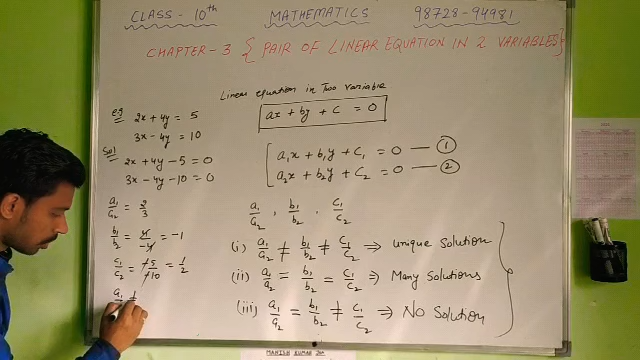 CLASS - 10th MATHEMATICS 98728-94981
CHAPTER-3 { PAIR OF LINEAR EQUATION IN 2 VARIABLES}
Linear equation in Two variable
ax + by + c = 0
e.g 2x + 4y = 5
3x - 4y = 10
Sol 2x + 4y - 5 = 0
3x - 4y - 10 = 0
a₁x + b₁y + c₁ = 0 — ①
a₂x + b₂y + c₂ = 0 — ②
a₁/a₂ = 2/3
b₁/b₂ = 4/-4 = -1
c₁/c₂ = -5/-10 = 1/2
a₁/a₂ ≠
a₁/a₂, b₁/b₂, c₁/c₂
(i) a₁/a₂ ≠ b₁/b₂ ≠ c₁/c₂ ⇒ Unique Solution
(ii) a₁/a₂ = b₁/b₂ = c₁/c₂ ⇒ Many Solutions
(iii) a₁/a₂ = b₁/b₂ ≠ c₁/c₂ ⇒ No Solution